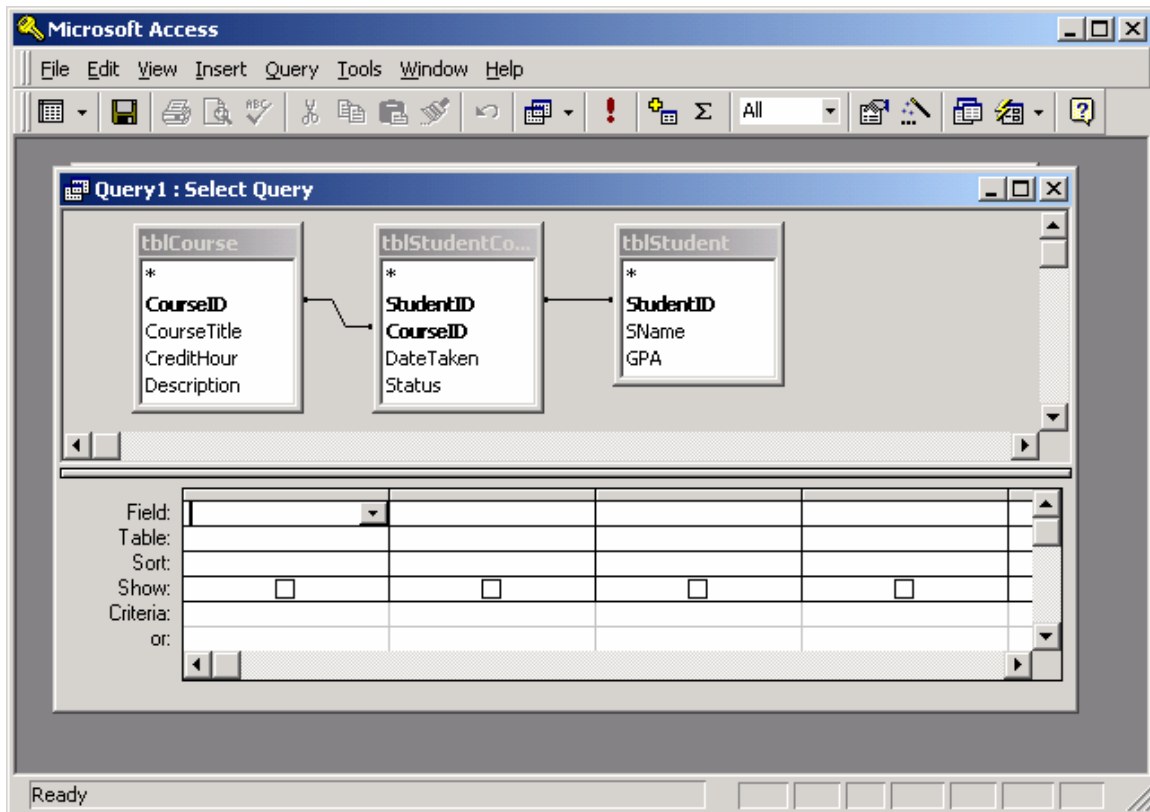 Microsoft Access
File Edit View Insert Query Tools Window Help
ABC Σ All
Query1 : Select Query
tblCourse
*
CourseID
CourseTitle
CreditHour
Description
tblStudentCo...
*
StudentID
CourseID
DateTaken
Status
tblStudent
*
StudentID
SName
GPA
Field:
Table:
Sort:
Show:
Criteria:
or:
Ready